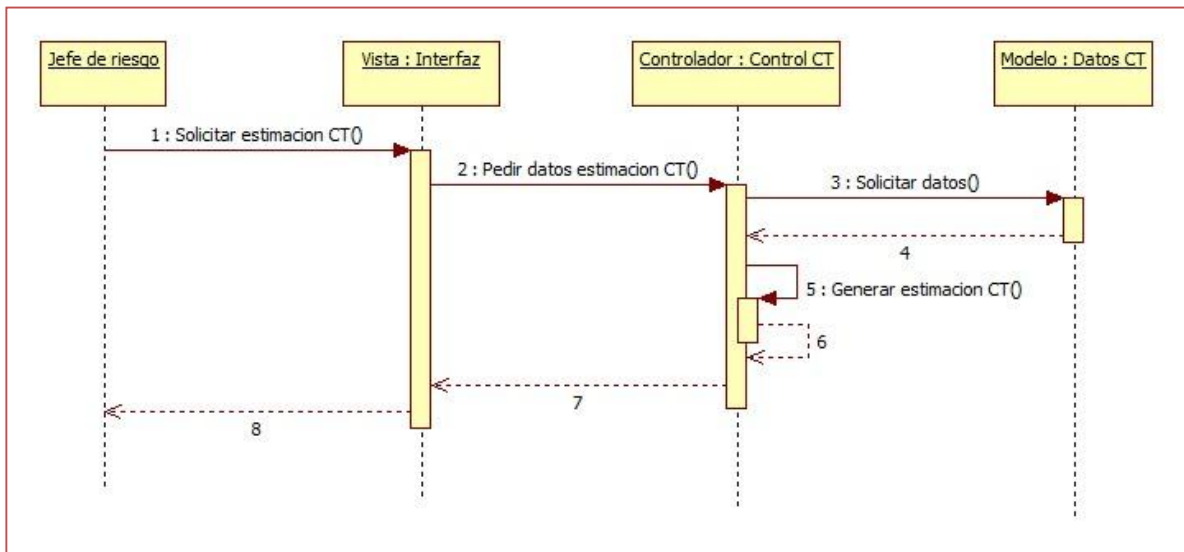 Jefe de riesgo
Vista : Interfaz
Controlador : Control CT
Modelo : Datos CT
1 : Solicitar estimacion CT()
2 : Pedir datos estimacion CT()
3 : Solicitar datos()
4
5 : Generar estimacion CT()
6
7
8